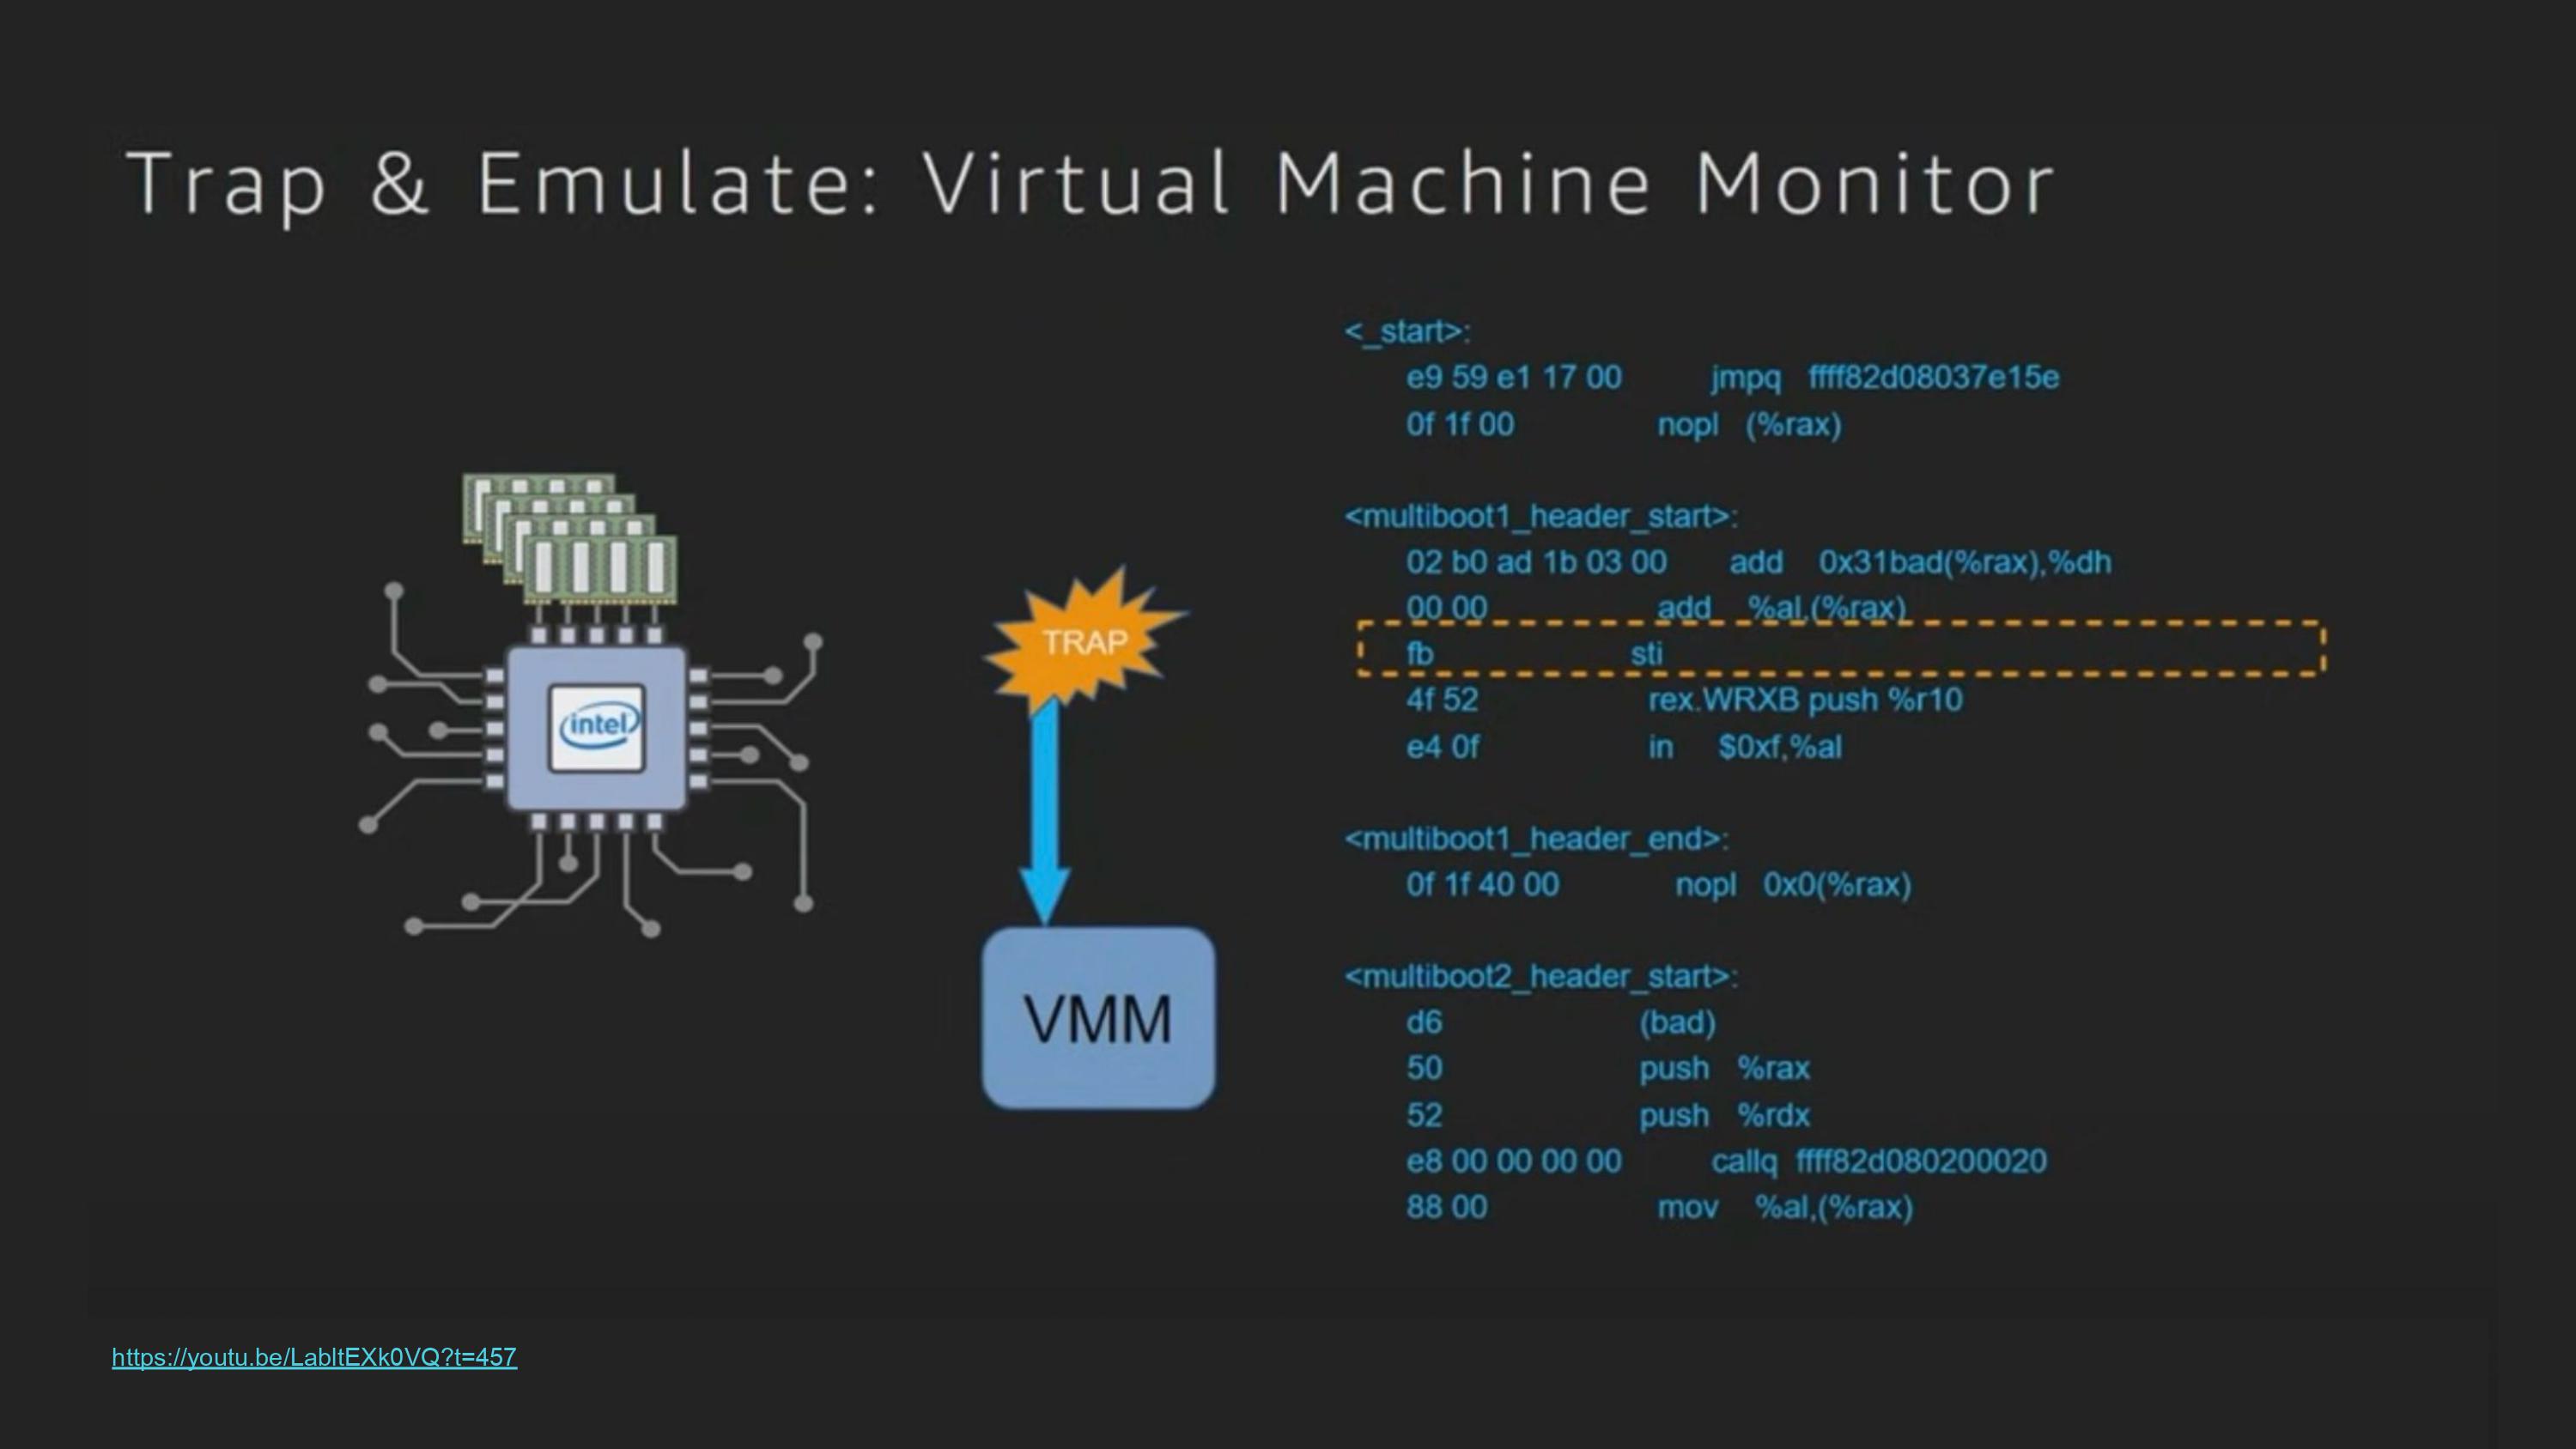 Trap & Emulate: Virtual Machine Monitor
intel
TRAP
VMM
<_start>:
e9 59 e1 17 00 jmpq ffff82d08037e15e
0f 1f 00 nopl (%rax)
<multiboot1_header_start>:
02 b0 ad 1b 03 00 add 0x31bad(%rax),%dh
00 00 add %al,(%rax)
fb sti
4f 52 rex.WRXB push %r10
e4 0f in $0xf,%al
<multiboot1_header_end>:
0f 1f 40 00 nopl 0x0(%rax)
<multiboot2_header_start>:
d6 (bad)
50 push %rax
52 push %rdx
e8 00 00 00 00 callq ffff82d080200020
88 00 mov %al,(%rax)
https://youtu.be/LabltEXk0VQ?t=457